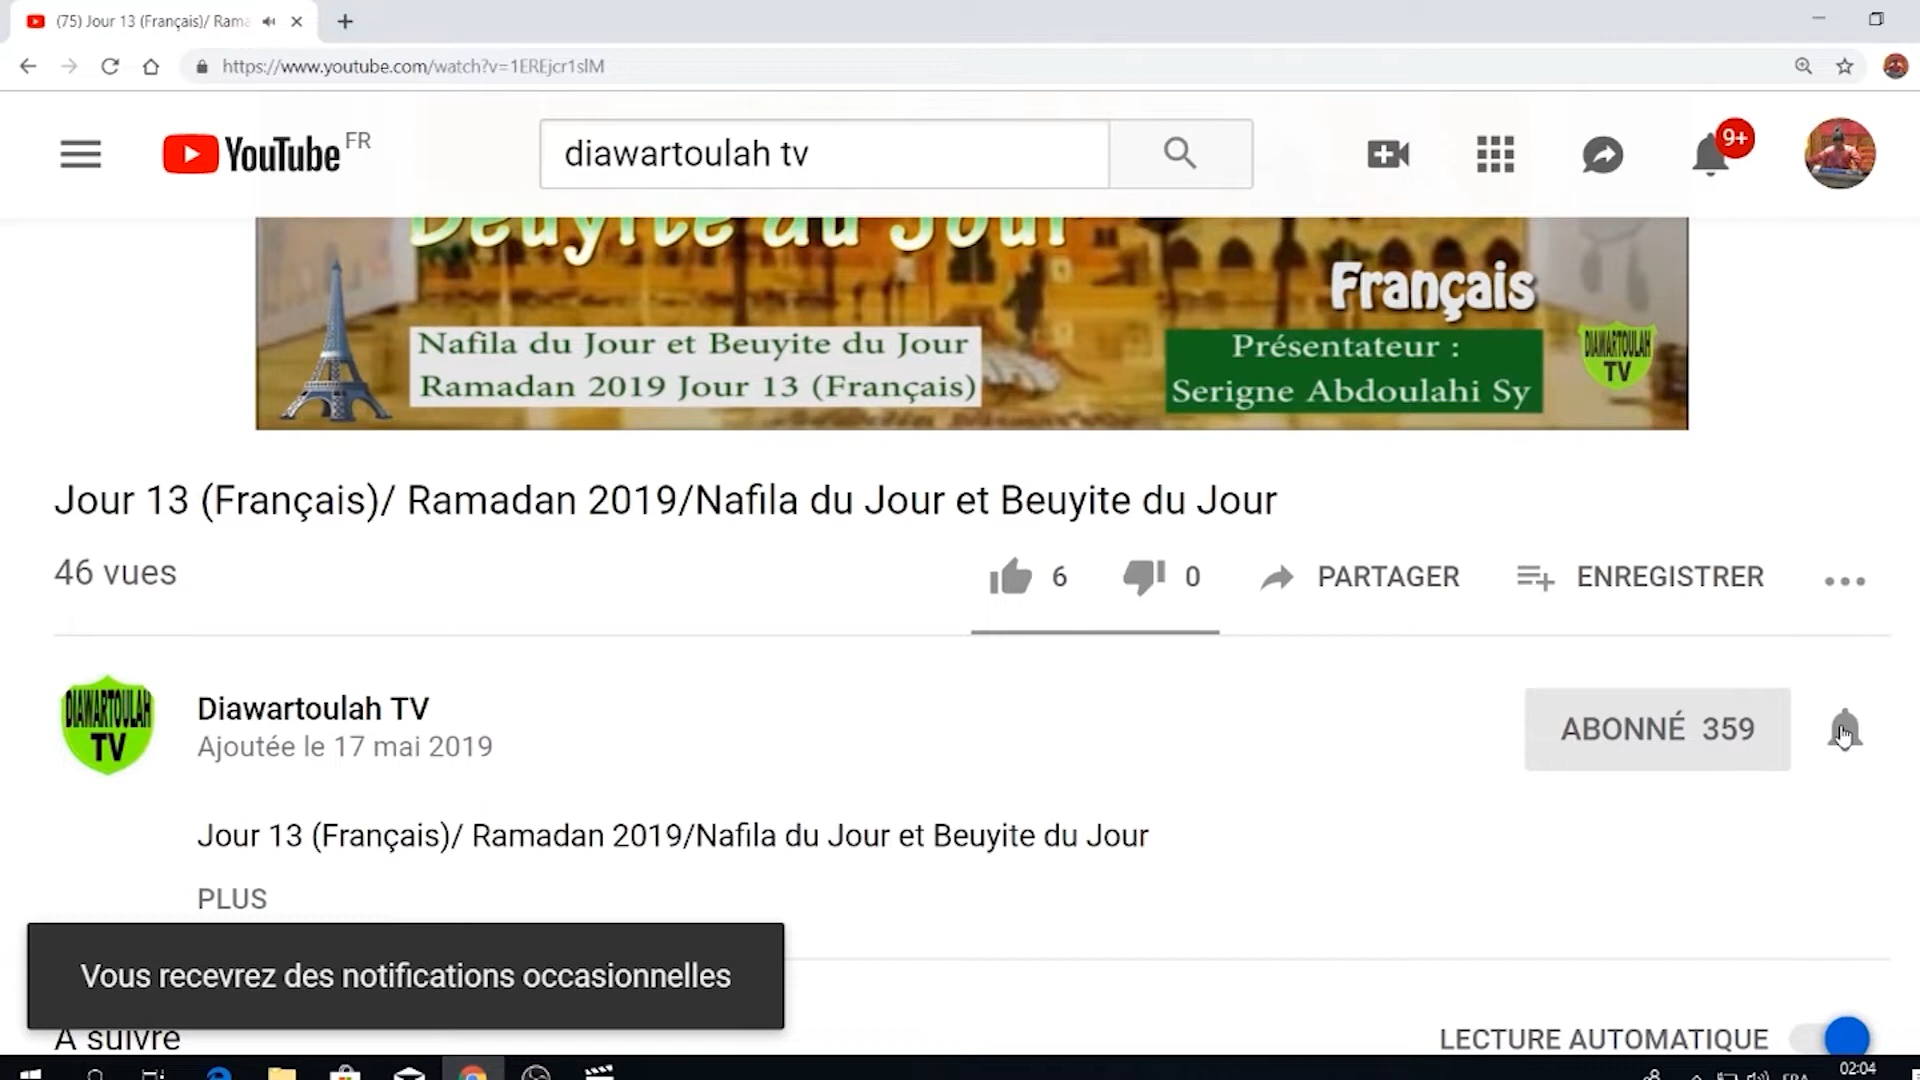 (75) Jour 13 (Français)/ Rama
https://www.youtube.com/watch?v=1EREjcr1slM
YouTube FR
diawartoulah tv
9+
Beuyite du Jour
Français
Nafila du Jour et Beuyite du Jour
Ramadan 2019 Jour 13 (Français)
Présentateur :
Serigne Abdoulahi Sy
DIAWARTOULAH
TV
Jour 13 (Français)/ Ramadan 2019/Nafila du Jour et Beuyite du Jour
46 vues
6
0
PARTAGER
ENREGISTRER
DIAWARTOULAH
TV
Diawartoulah TV
Ajoutée le 17 mai 2019
ABONNÉ 359
Jour 13 (Français)/ Ramadan 2019/Nafila du Jour et Beuyite du Jour
PLUS
Vous recevrez des notifications occasionnelles
À suivre
LECTURE AUTOMATIQUE
FRA
02:04